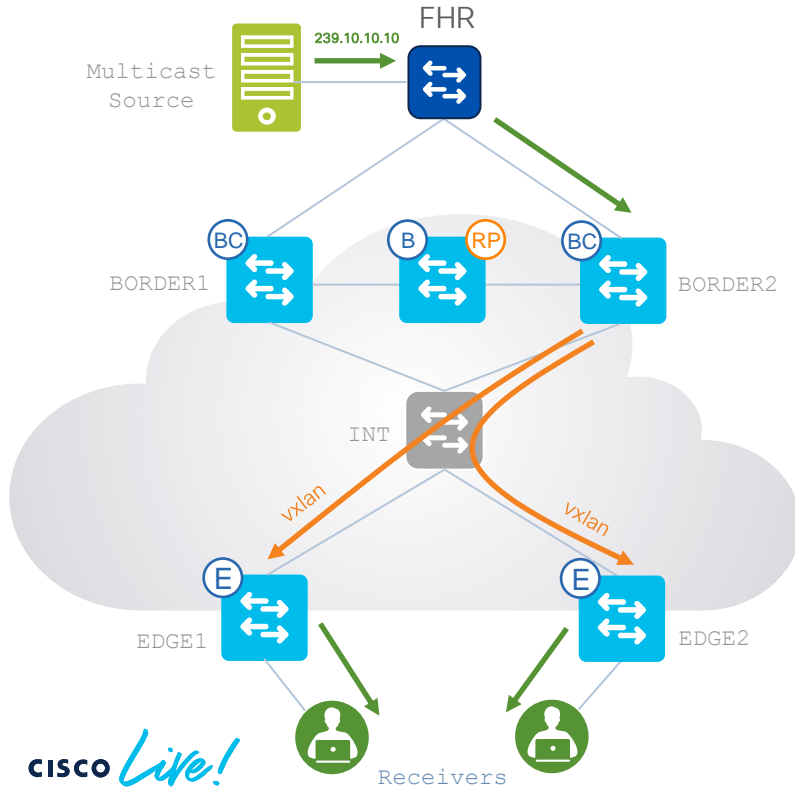 FHR
239.10.10.10
Multicast
Source
BC
B
RP
BC
BORDER1
BORDER2
INT
vxlan
vxlan
E
E
EDGE1
EDGE2
Receivers
CISCO Live!